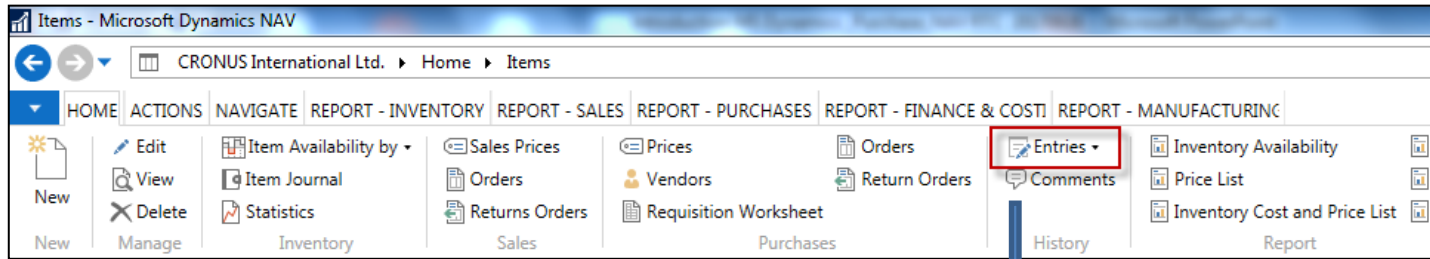 Items - Microsoft Dynamics NAV
CRONUS International Ltd. ▸ Home ▸ Items
HOME ACTIONS NAVIGATE REPORT - INVENTORY REPORT - SALES REPORT - PURCHASES REPORT - FINANCE & COSTI REPORT - MANUFACTURING
Edit Item Availability by Sales Prices Prices Orders Entries Inventory Availability
New View Item Journal Orders Vendors Return Orders Comments Price List
Delete Statistics Returns Orders Requisition Worksheet Inventory Cost and Price List
New Manage Inventory Sales Purchases History Report